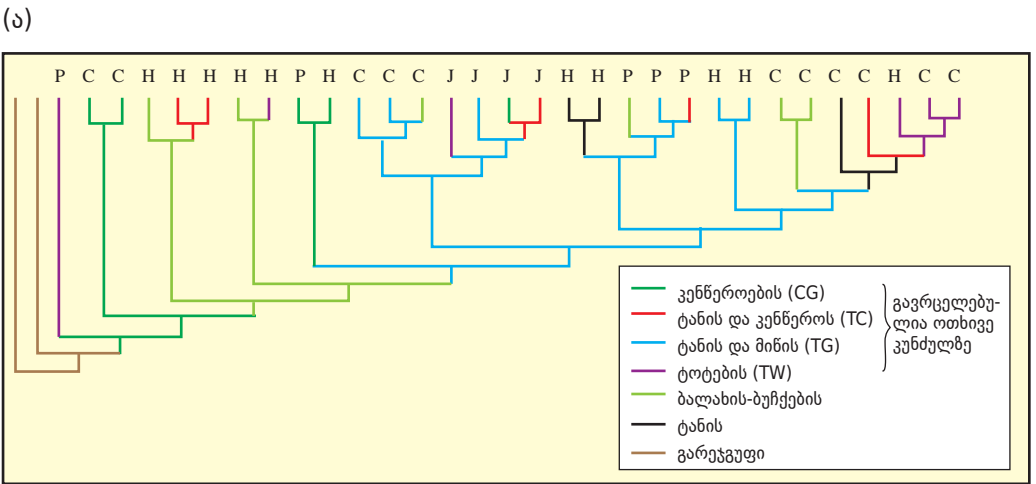 (ა)
P C C H H H H H P H C C C J J J J H H P P P H H C C C C H C C
კენწეროების (CG)
ტანის და კენწეროს (TC)
ტანის და მიწის (TG)
ტოტების (TW)
ბალახის-ბუჩქების
ტანის
გარეჯგუფი
გავრცელებუ-
ლია ოთხივე
კუნძულზე